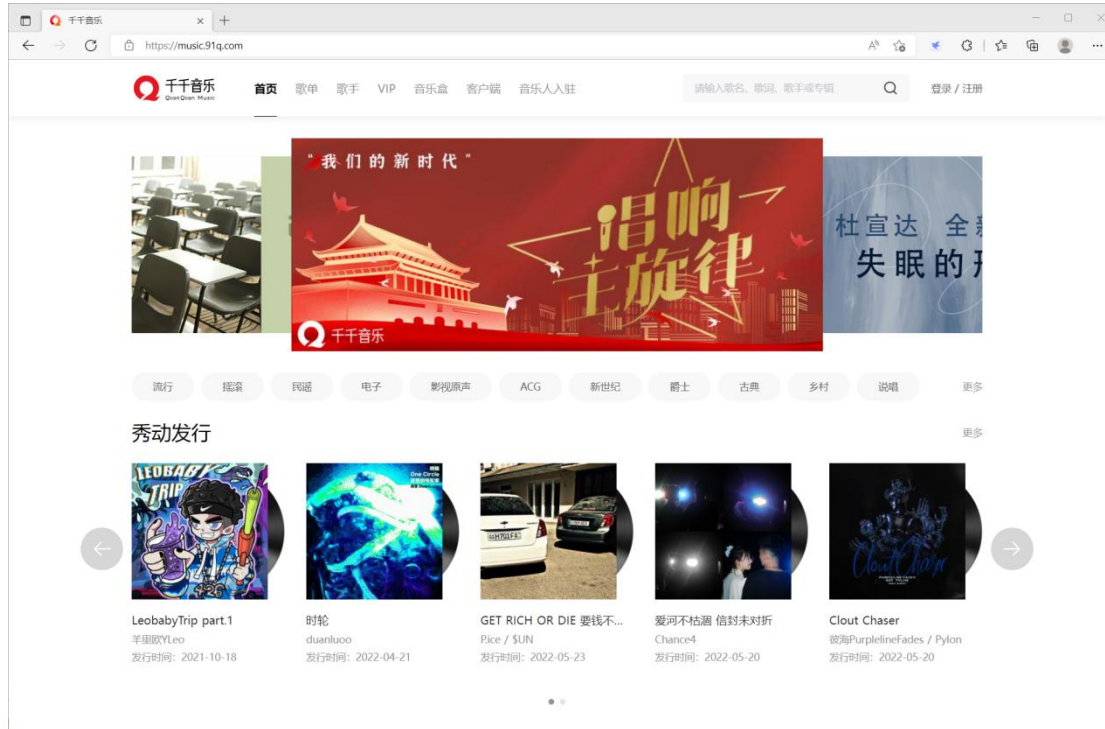 千千音乐
https://music.91q.com
千千音乐
QianQian Music
首页 歌单 歌手 VIP 音乐盒 客户端 音乐人入驻
请输入歌名、歌词、歌手或专辑
登录 / 注册
“我们的新时代”
唱响
主旋律
千千音乐
杜宣达 全
失眠的
流行 摇滚 民谣 电子 影视原声 ACG 新世纪 爵士 古典 乡村 说唱 更多
秀动发行
更多
LEOBABY
TRIP
One Circle
H701FA
Clout Chaser
LeobabyTrip part.1
羊里欧YLeo
发行时间：2021-10-18
时轮
duanluoo
发行时间：2022-04-21
GET RICH OR DIE 要钱不...
P.ice / $UN
发行时间：2022-05-23
爱河不枯涸 信封未对折
Chance4
发行时间：2022-05-20
Clout Chaser
彼海PurplelineFades / Pylon
发行时间：2022-05-20